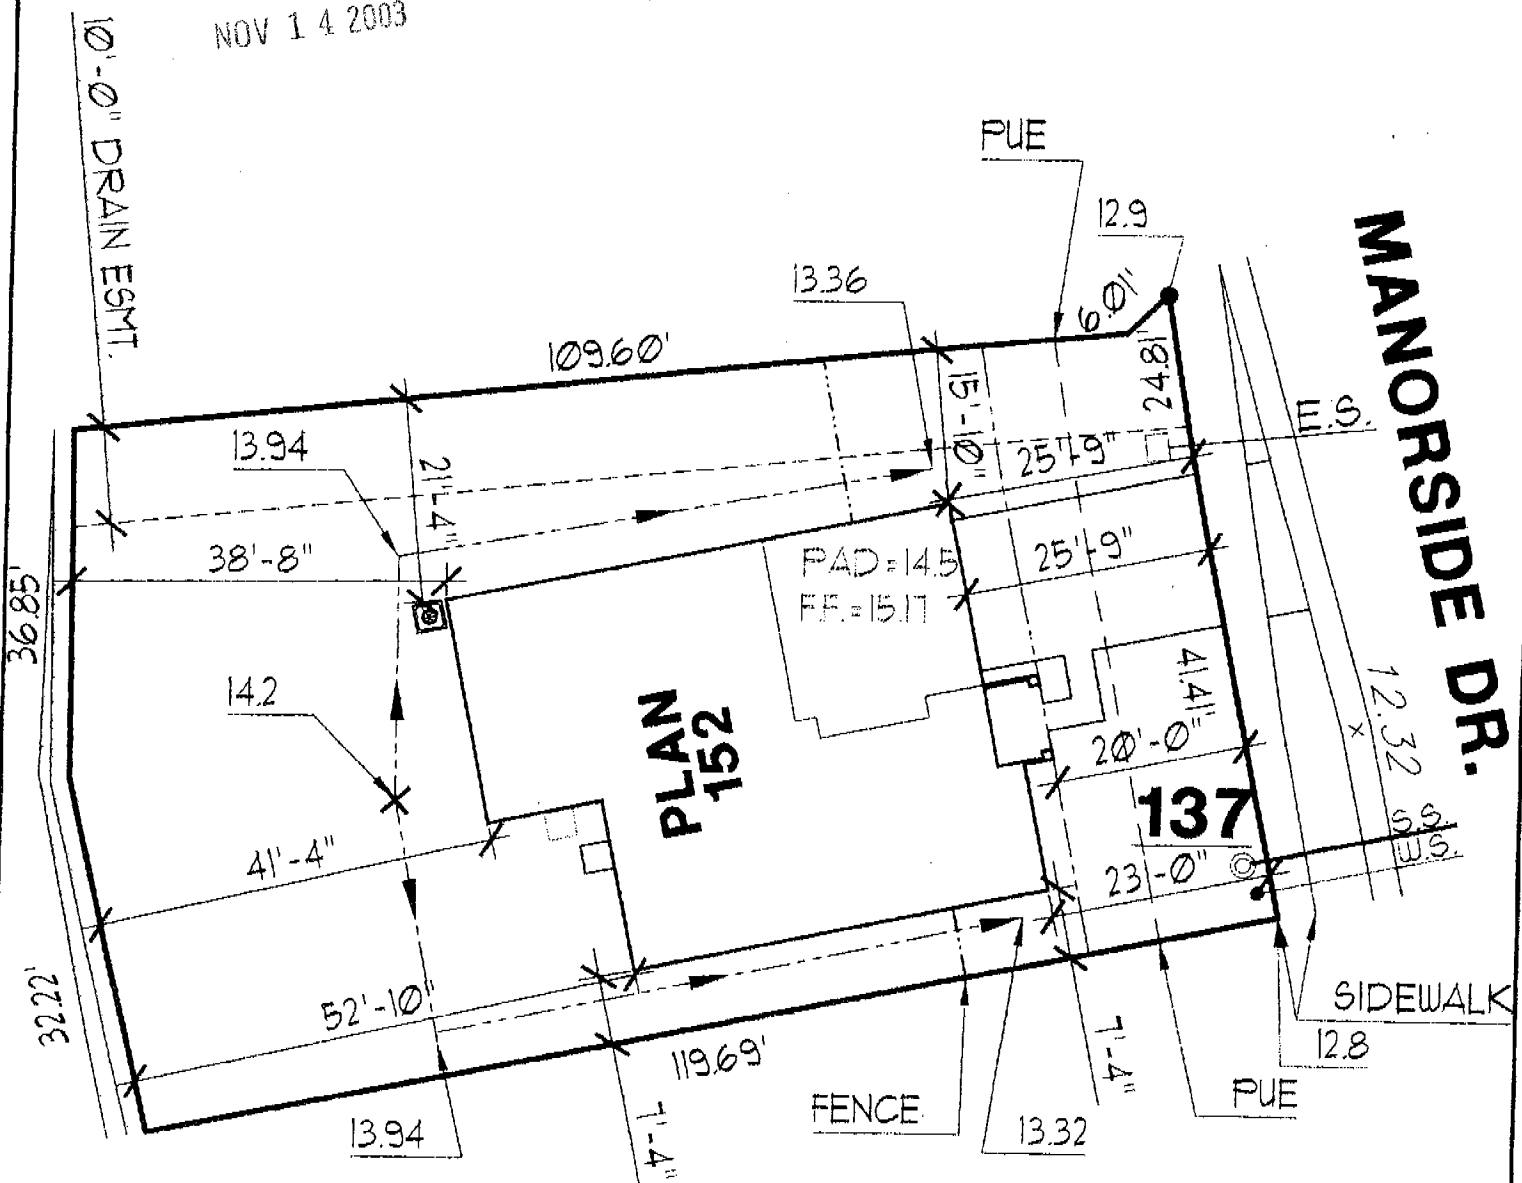 NOV 14 2003
10'-0" DRAIN ESMT.
PUE
12.9
13.36
6.01'
109.60'
24.81'
MANORSIDE DR.
E.S.
13.94
21'-4"
15'-10"
25'-9"
38'-8"
PAD=14.5
F.F.=15.17
25'-9"
36.85'
14.2
PLAN
152
41.41'
12.32
20'-0"
137
S.S.
W.S.
41'-4"
23'-0"
52'-10"
32.22'
SIDEWALK
119.69'
7'-4"
12.8
PUE
FENCE
13.32
13.94
7'-4"